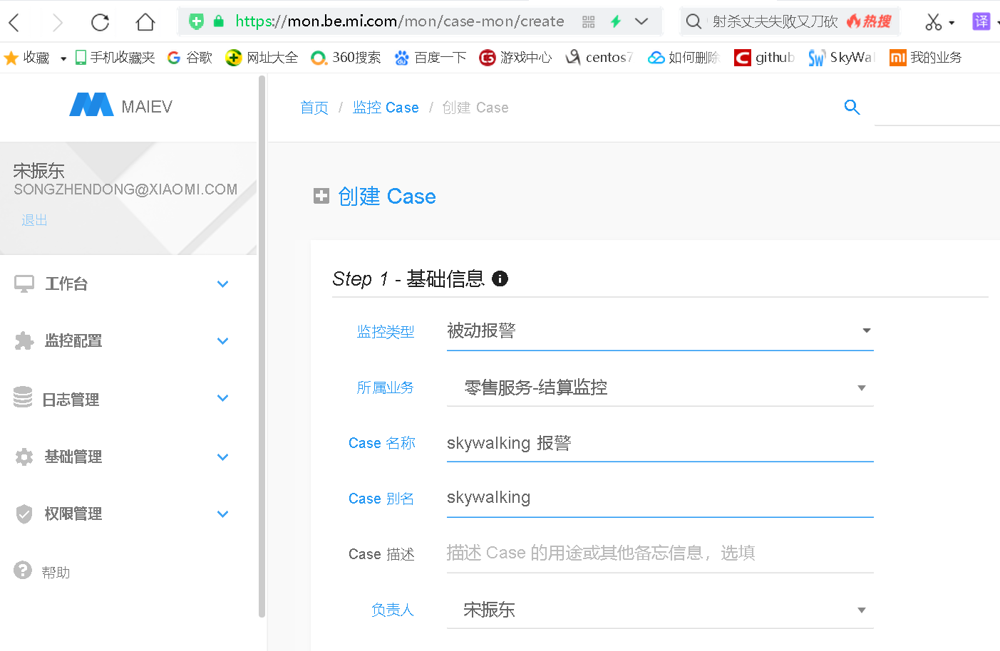 https://mon.be.mi.com/mon/case-mon/create
射杀丈夫失败又刀砍 热搜
译
收藏 手机收藏夹 谷歌 网址大全 360搜索 百度一下 游戏中心 centos7 如何删除 github SkyWal 我的业务
MAIEV
首页 / 监控 Case / 创建 Case
宋振东
SONGZHENDONG@XIAOMI.COM
退出
工作台
监控配置
日志管理
基础管理
权限管理
帮助
创建 Case
Step 1 - 基础信息
监控类型 被动报警
所属业务 零售服务-结算监控
Case 名称 skywalking 报警
Case 别名 skywalking
Case 描述 描述 Case 的用途或其他备忘信息，选填
负责人 宋振东